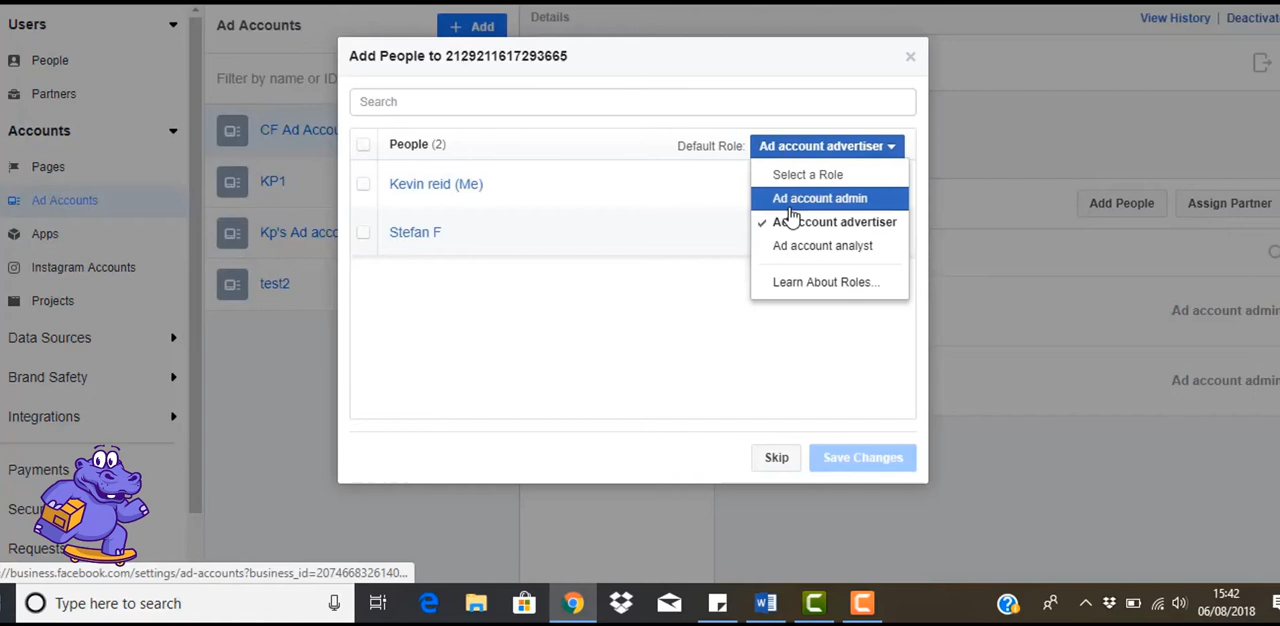 Users
People
Partners
Accounts
Pages
Ad Accounts
Apps
Instagram Accounts
Projects
Data Sources
Brand Safety
Integrations
Payments
Requests
Ad Accounts
+ Add
Filter by name or ID
CF Ad Accou
KP1
Kp's Ad acco
test2
Details
View History | Deactivat
Add People
Assign Partner
Ad account admin
Ad account admin
Add People to 2129211617293665
Search
People (2)
Default Role:
Ad account advertiser
Kevin reid (Me)
Stefan F
Select a Role
Ad account admin
Ad account advertiser
Ad account analyst
Learn About Roles...
Skip
Save Changes
://business.facebook.com/settings/ad-accounts?business_id=2074668326140...
Type here to search
15:42
06/08/2018